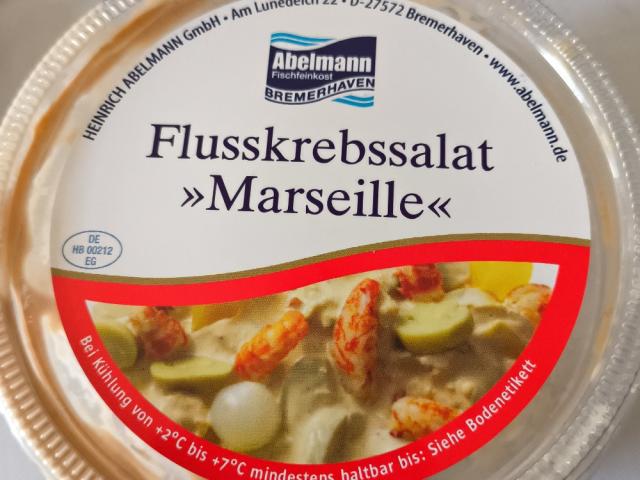 HEINRICH ABELMANN GmbH • Am Lunedeich 22 • D-27572 Bremerhaven • www.abelmann.de
Abelmann
Fischfeinkost
BREMERHAVEN
Flusskrebssalat
»Marseille«
DE
HB 00212
EG
Bei Kühlung von +2°C bis +7°C mindestens haltbar bis: Siehe Bodenetikett